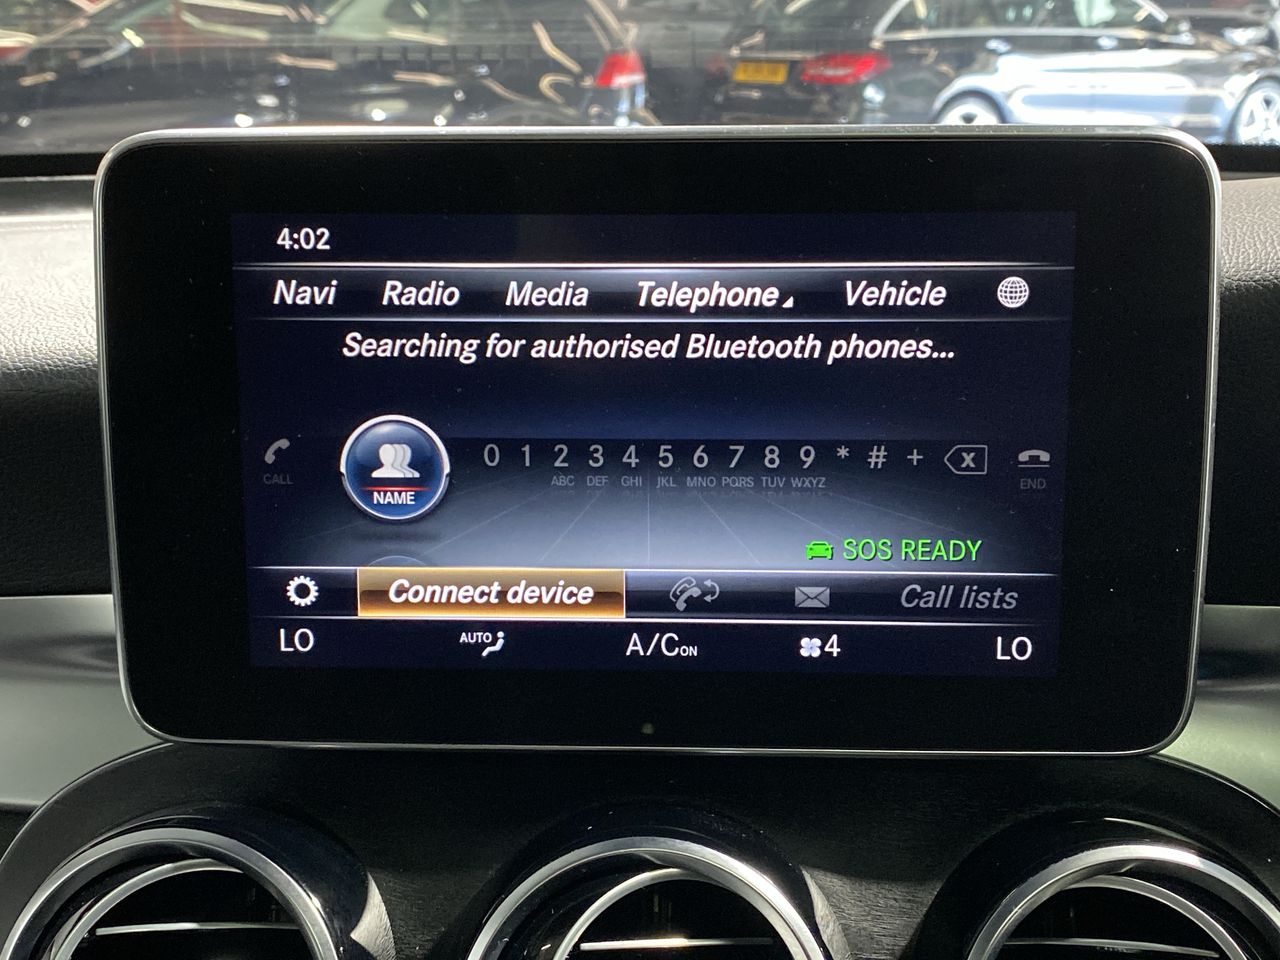 4:02
Navi Radio Media Telephone Vehicle
Searching for authorised Bluetooth phones...
CALL NAME 0 1 2 3 4 5 6 7 8 9 * # + X END
ABC DEF GHI JKL MNO PQRS TUV WXYZ
SOS READY
Connect device Call lists
LO AUTO A/C ON 4 LO